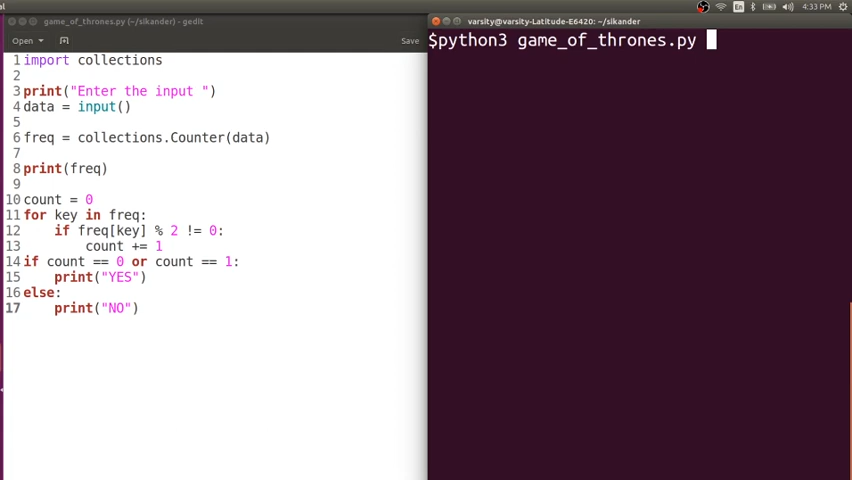 al
En
4:33 PM
game_of_thrones.py (~/sikander) - gedit
Open
Save
1 import collections
2
3 print("Enter the input ")
4 data = input()
5
6 freq = collections.Counter(data)
7
8 print(freq)
9
10 count = 0
11 for key in freq:
12     if freq[key] % 2 != 0:
13         count += 1
14 if count == 0 or count == 1:
15     print("YES")
16 else:
17     print("NO")
varsity@varsity-Latitude-E6420: ~/sikander
$python3 game_of_thrones.py